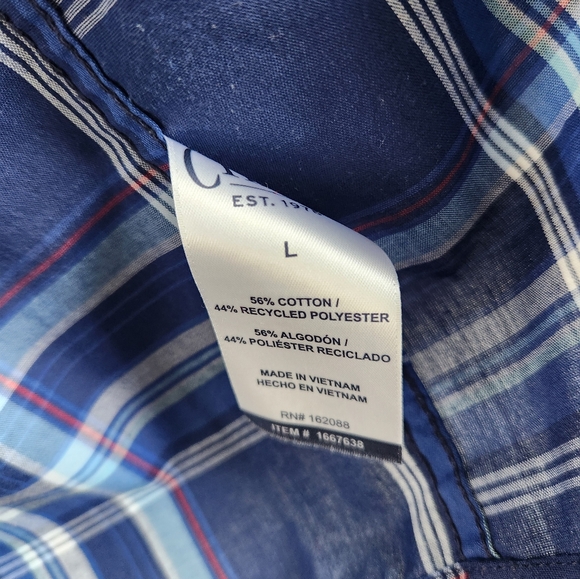 EST. 197
L
56% COTTON /
44% RECYCLED POLYESTER
56% ALGODÓN /
44% POLIÉSTER RECICLADO
MADE IN VIETNAM
HECHO EN VIETNAM
RN# 162088
ITEM # 1667638